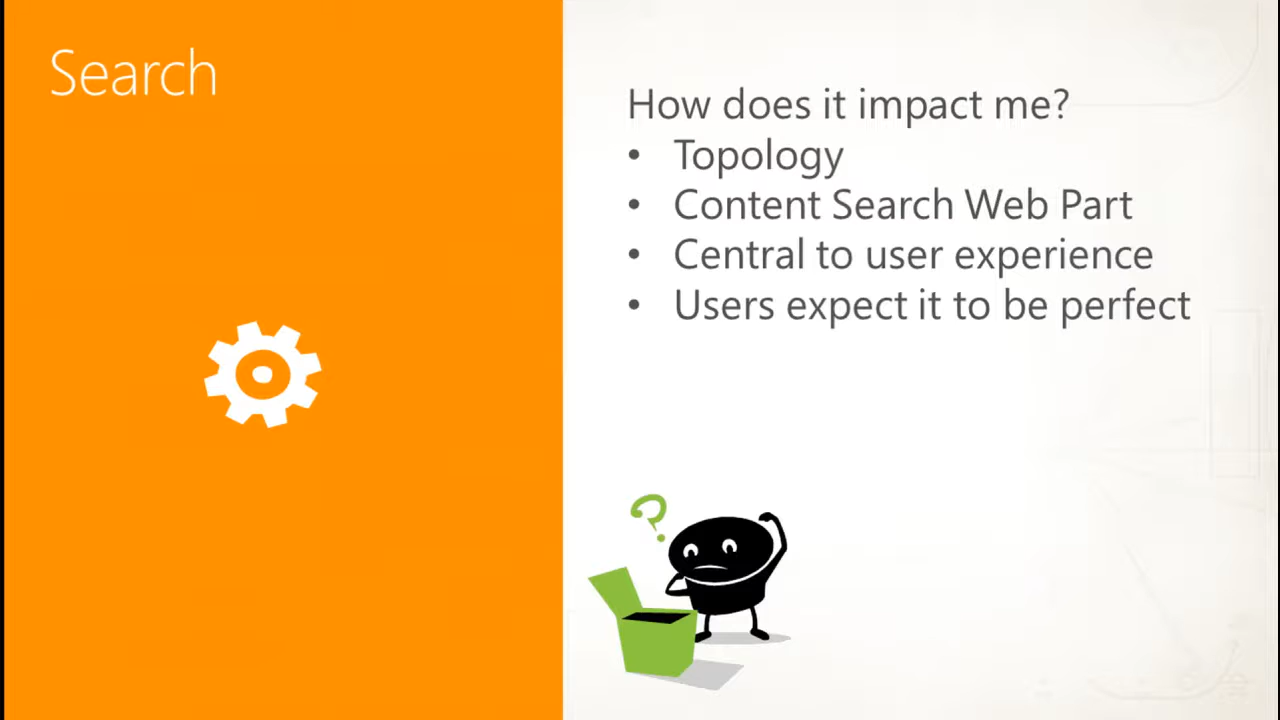 Search
How does it impact me?
• Topology
• Content Search Web Part
• Central to user experience
• Users expect it to be perfect
?